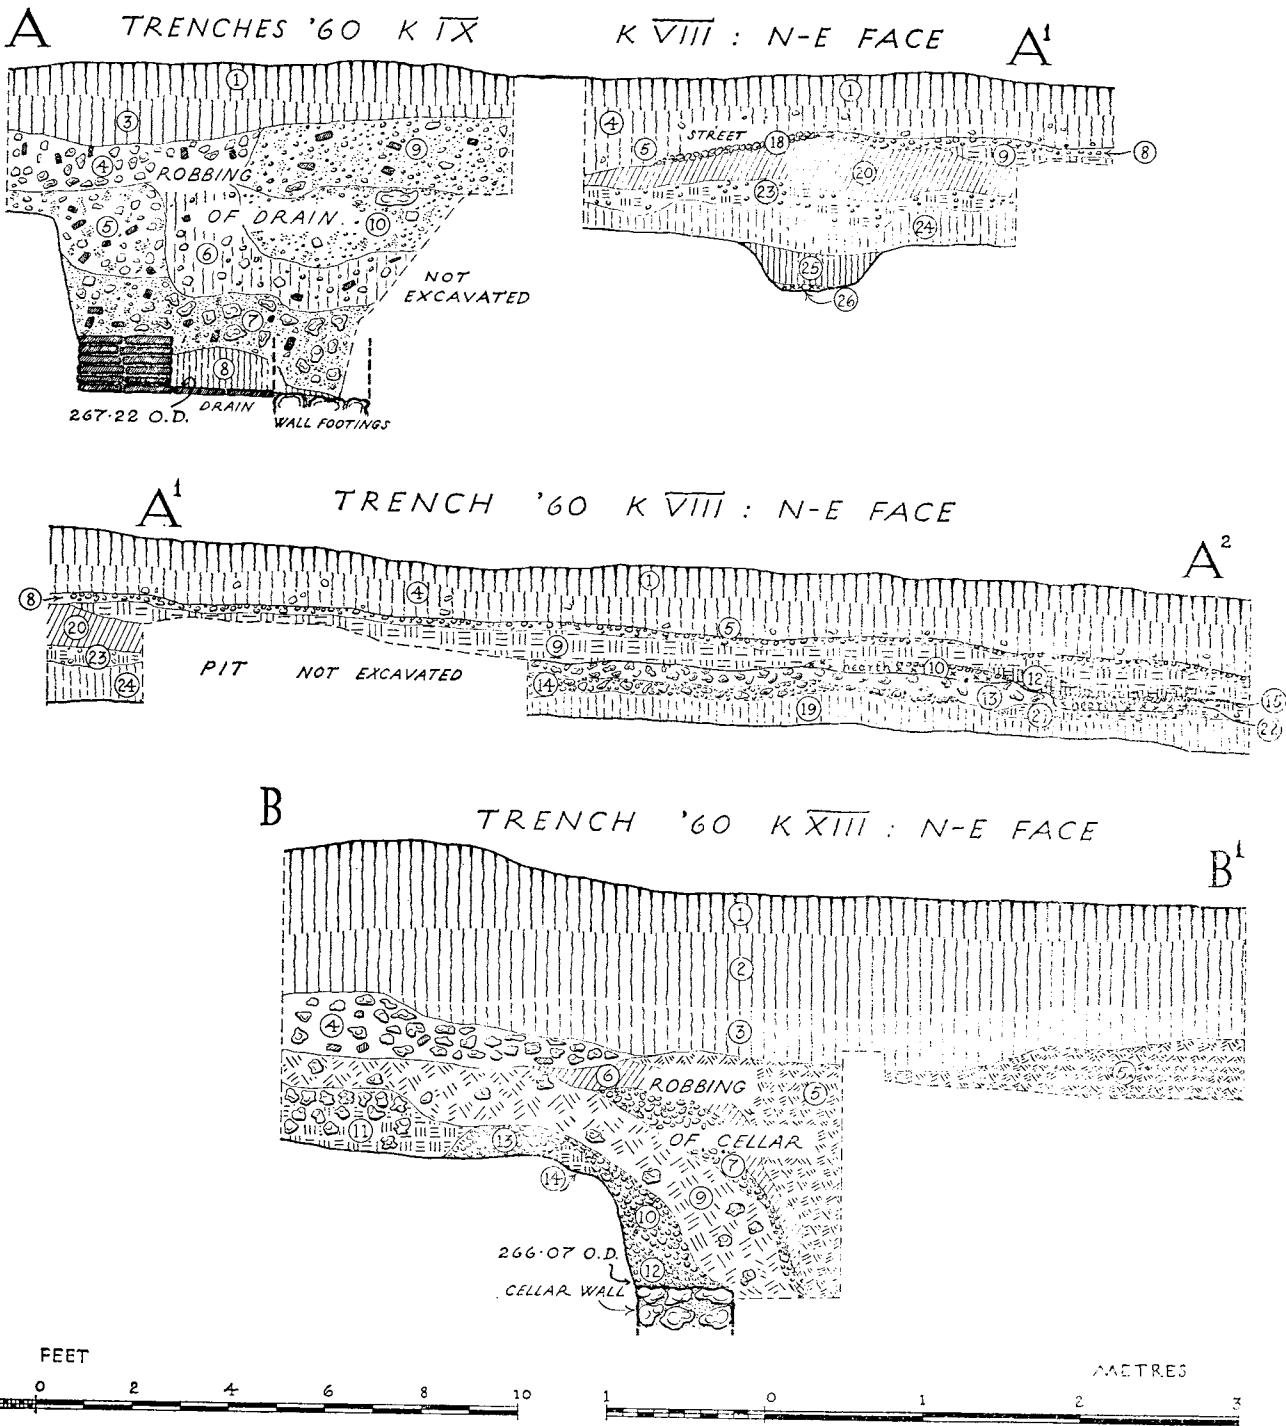 A TRENCHES '60 K IX K VIII : N-E FACE A¹
1
1
3
4
STREET
5
18
4
ROBBING
9
9
8
20
23
OF DRAIN
10
5
24
6
25
26
NOT
EXCAVATED
7
8
267·22 O.D.
DRAIN
WALL FOOTINGS
A¹ TRENCH '60 K VIII : N-E FACE
A²
8
4
1
20
5
23
9
hearth
10
12
PIT NOT EXCAVATED
24
14
13
19
21
hearth
22
B TRENCH '60 K XIII : N-E FACE
B¹
1
2
3
4
6
ROBBING
5
5
11
13
OF CELLAR
7
14
9
10
266·07 O.D.
12
CELLAR WALL
FEET
METRES
0 2 4 6 8 10 1 0 1 2 3